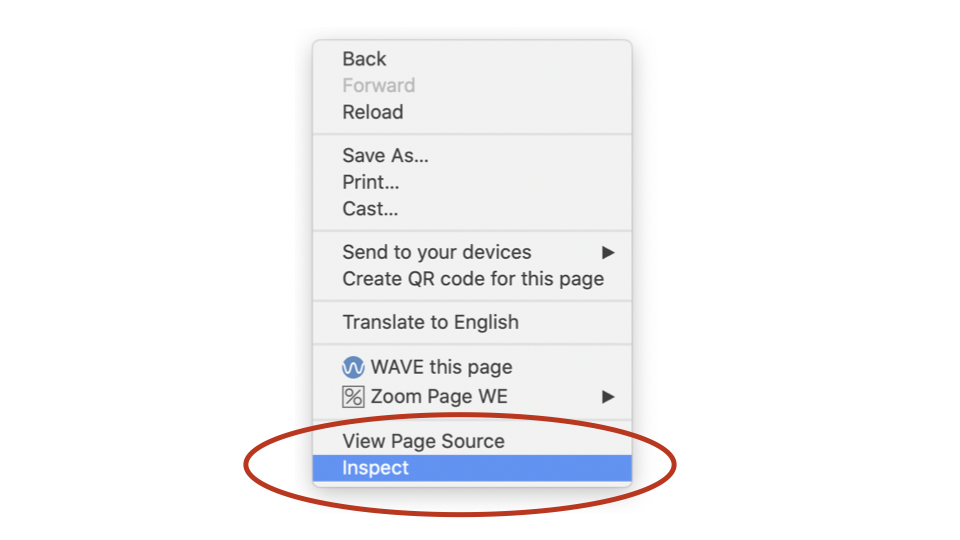 Back
Forward
Reload
Save As...
Print...
Cast...
Send to your devices
Create QR code for this page
Translate to English
WAVE this page
% Zoom Page WE
View Page Source
Inspect